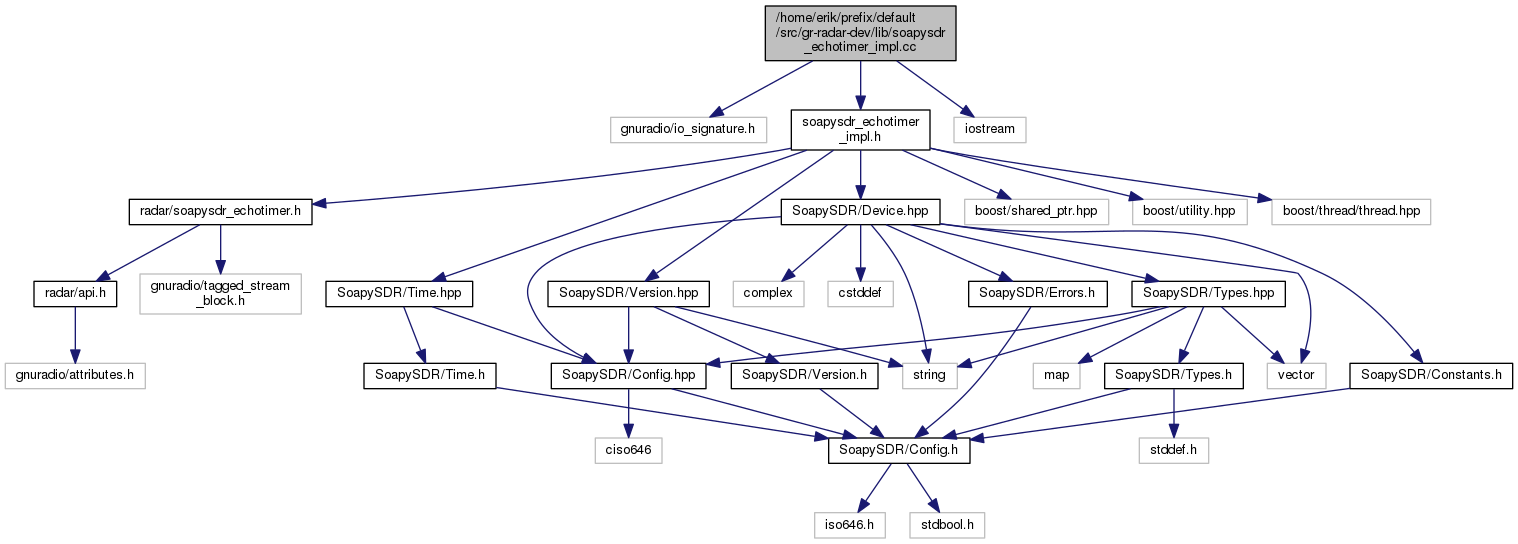 /home/erik/prefix/default
/src/gr-radar-dev/lib/soapysdr
_echotimer_impl.cc
gnuradio/io_signature.h
soapysdr_echotimer
_impl.h
iostream
radar/soapysdr_echotimer.h
SoapySDR/Device.hpp
boost/shared_ptr.hpp
boost/utility.hpp
boost/thread/thread.hpp
radar/api.h
gnuradio/tagged_stream
_block.h
SoapySDR/Time.hpp
SoapySDR/Version.hpp
complex
cstddef
SoapySDR/Errors.h
SoapySDR/Types.hpp
gnuradio/attributes.h
SoapySDR/Time.h
SoapySDR/Config.hpp
SoapySDR/Version.h
string
map
SoapySDR/Types.h
vector
SoapySDR/Constants.h
ciso646
SoapySDR/Config.h
stddef.h
iso646.h
stdbool.h